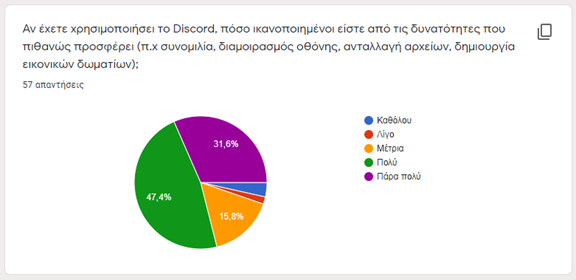 Αν έχετε χρησιμοποιήσει το Discord, πόσο ικανοποιημένοι είστε από τις δυνατότητες που
πιθανώς προσφέρει (π.χ συνομιλία, διαμοιρασμός οθόνης, ανταλλαγή αρχείων, δημιουργία
εικονικών δωματίων);
57 απαντήσεις
31,6%
47,4%
15,8%
Καθόλου
Λίγο
Μέτρια
Πολύ
Πάρα πολύ